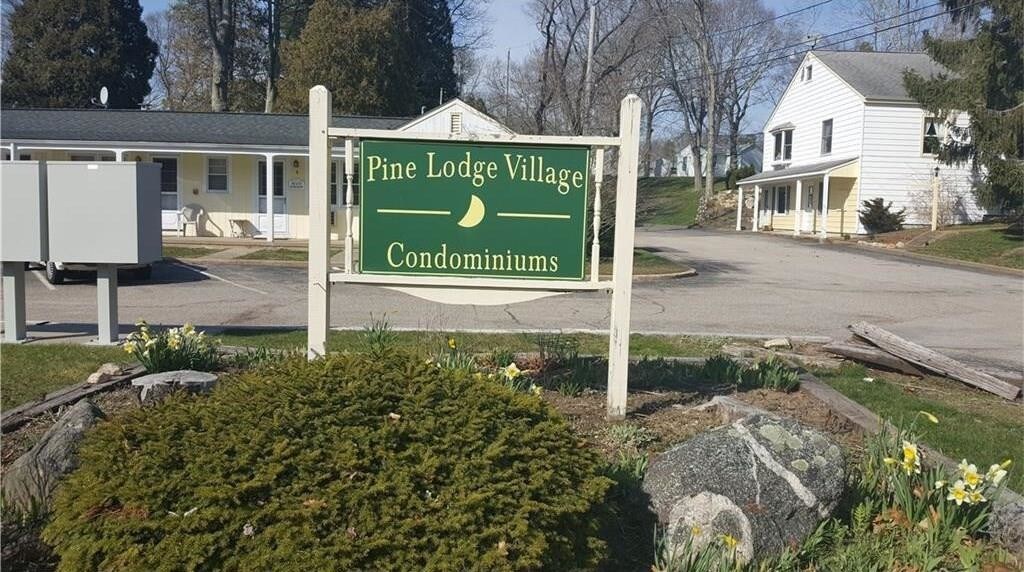 Pine Lodge Village
Condominiums